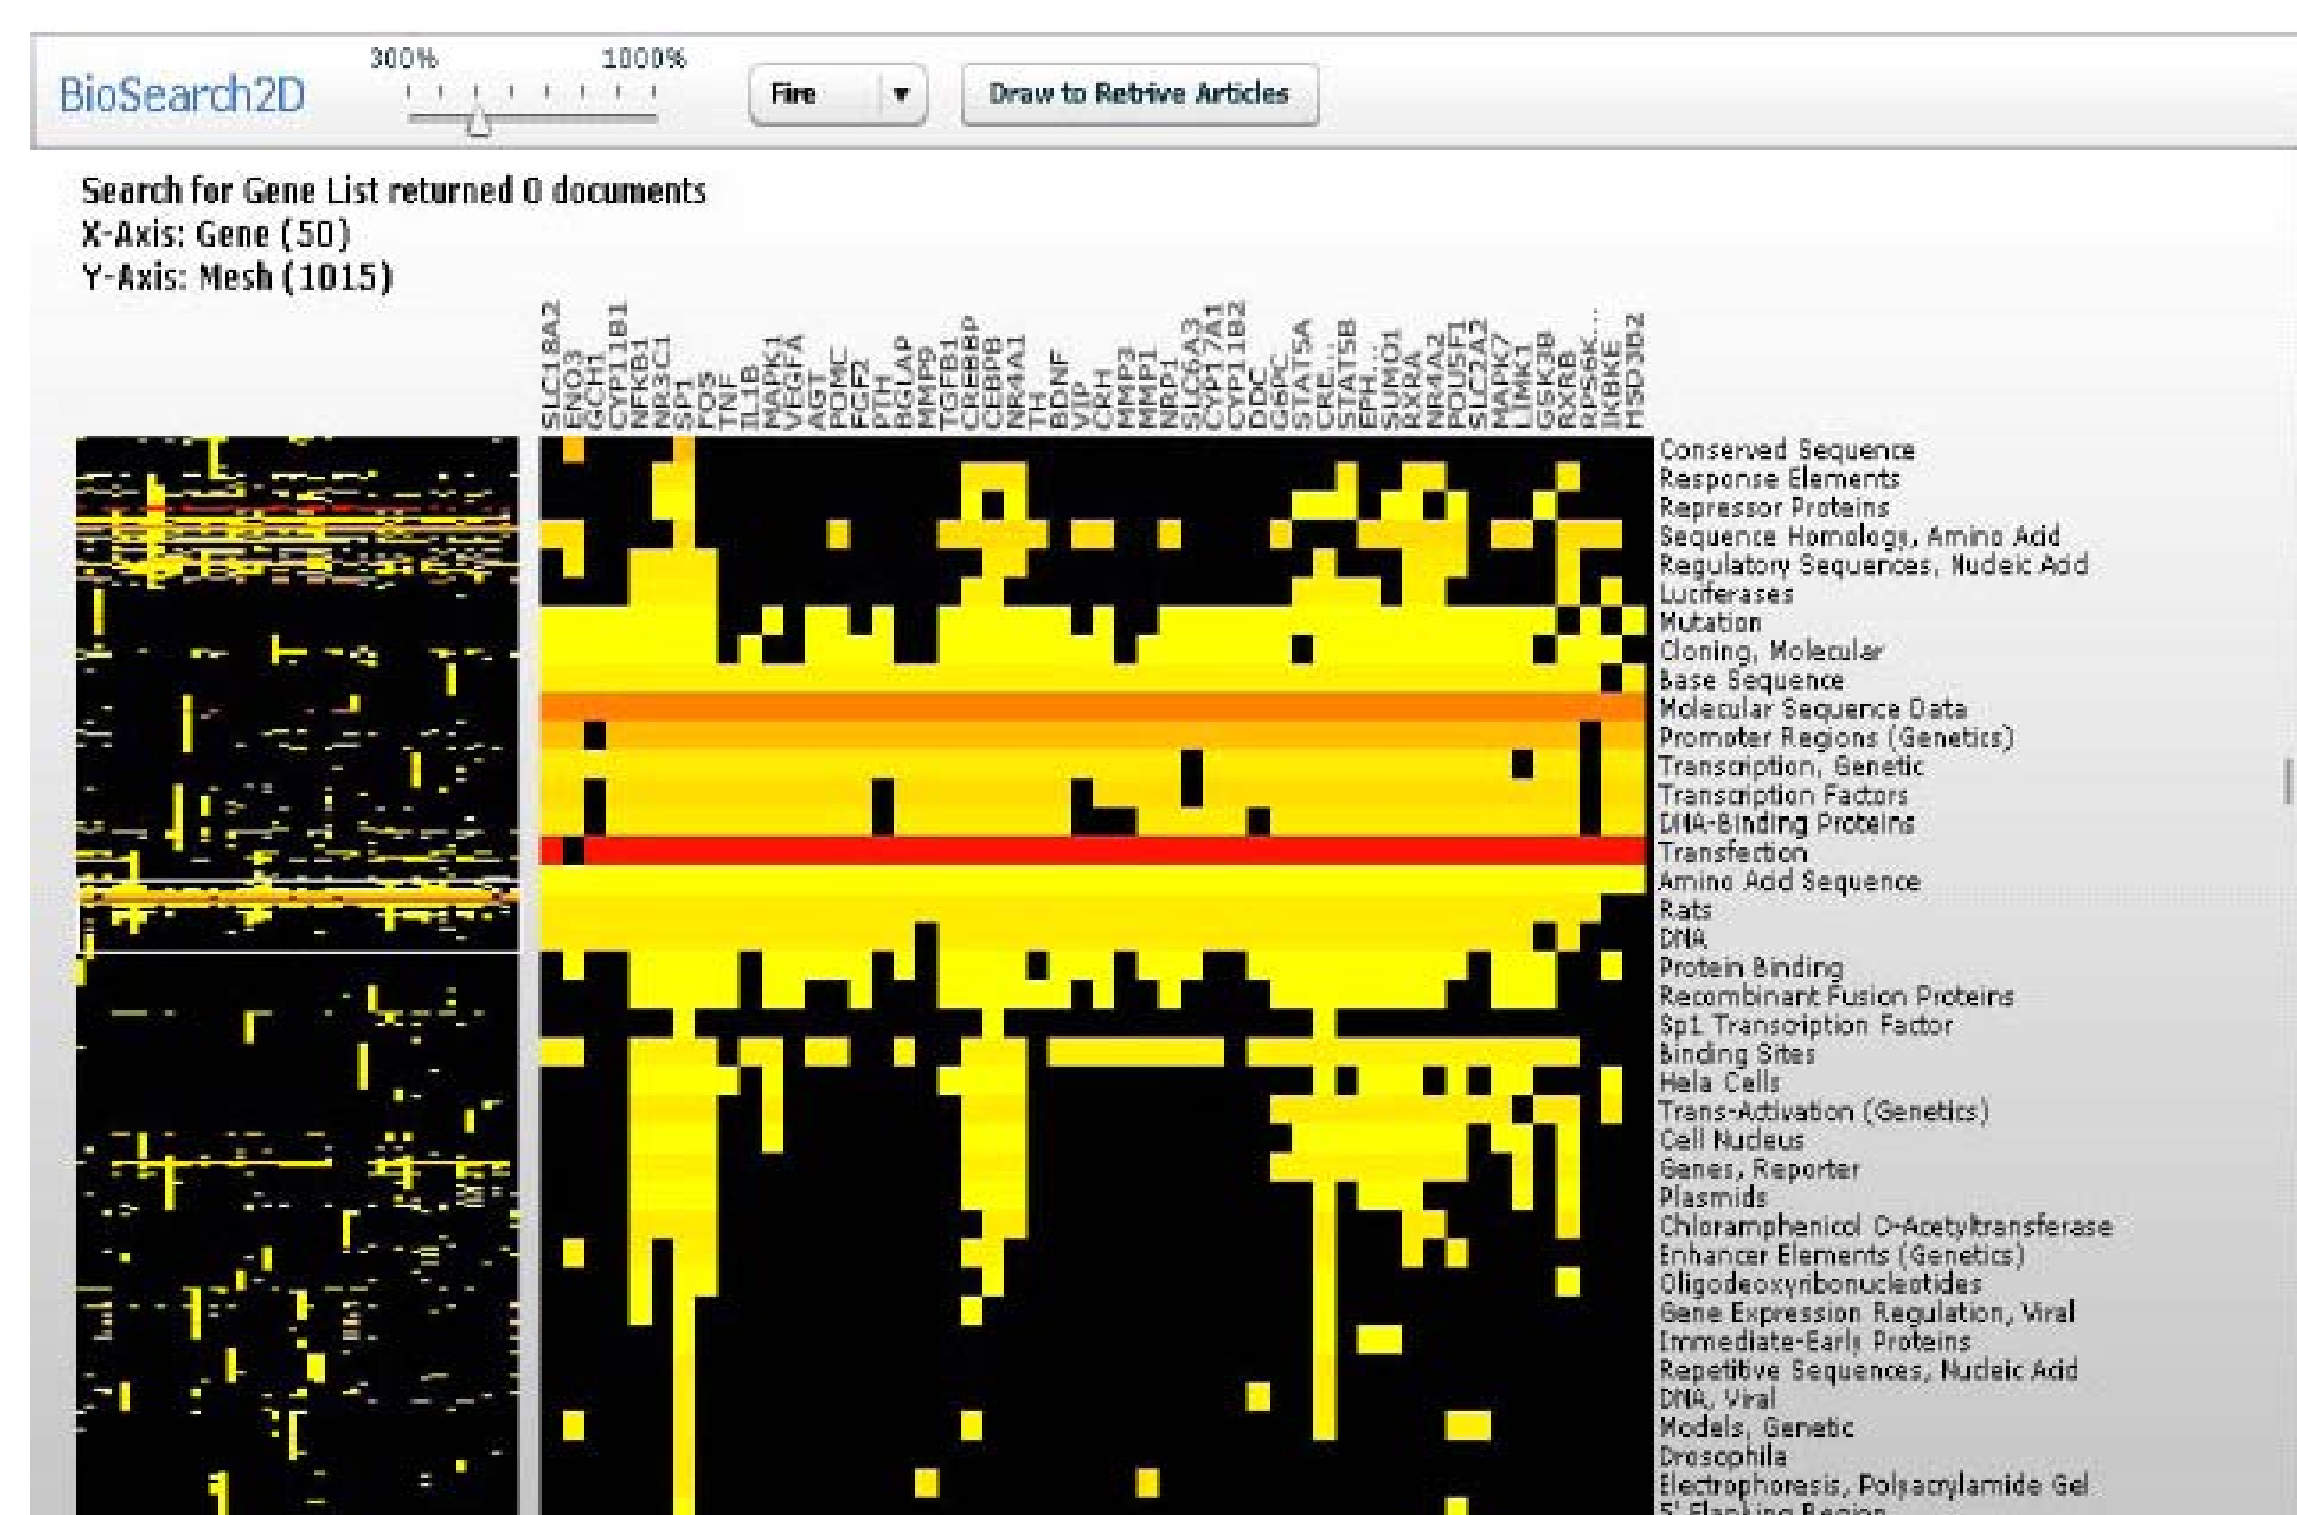 300% 1000%
BioSearch2D
Fire
Draw to Retrive Articles
Search for Gene List returned 0 documents
X-Axis: Gene (50)
Y-Axis: Mesh (1015)
SLC18A2
ENO3
GCH1
CYP11B1
NFKB1
NR3C1
SP1
FOS
TNF
IL1B
MAPK1
VEGFA
AGT
POMC
FGF2
PTH
BGLAP
MMP9
TGFB1
CREBBP
CEBPB
NR4A1
TH
BDNF
VIP
CRH
MMP3
MMP1
NRP1
SLC6A3
CYP17A1
CYP11B2
DDC
G6PC
STAT5A
CRE...
STAT5B
EPH...
SUMO1
RXRA
NR4A2
POU5F1
SLC2A2
MAPK7
LIMK1
GSK3B
RXRB
RPS6K...
IKBKE
HSD3B2
Conserved Sequence
Response Elements
Repressor Proteins
Sequence Homology, Amino Acid
Regulatory Sequences, Nucleic Acid
Luciferases
Mutation
Cloning, Molecular
Base Sequence
Molecular Sequence Data
Promoter Regions (Genetics)
Transcription, Genetic
Transcription Factors
DNA-Binding Proteins
Transfection
Amino Acid Sequence
Rats
DNA
Protein Binding
Recombinant Fusion Proteins
Sp1 Transcription Factor
Binding Sites
Hela Cells
Trans-Activation (Genetics)
Cell Nucleus
Genes, Reporter
Plasmids
Chloramphenicol O-Acetyltransferase
Enhancer Elements (Genetics)
Oligodeoxyribonucleotides
Gene Expression Regulation, Viral
Immediate-Early Proteins
Repetitive Sequences, Nucleic Acid
DNA, Viral
Models, Genetic
Drosophila
Electrophoresis, Polyacrylamide Gel
5' Flanking Region